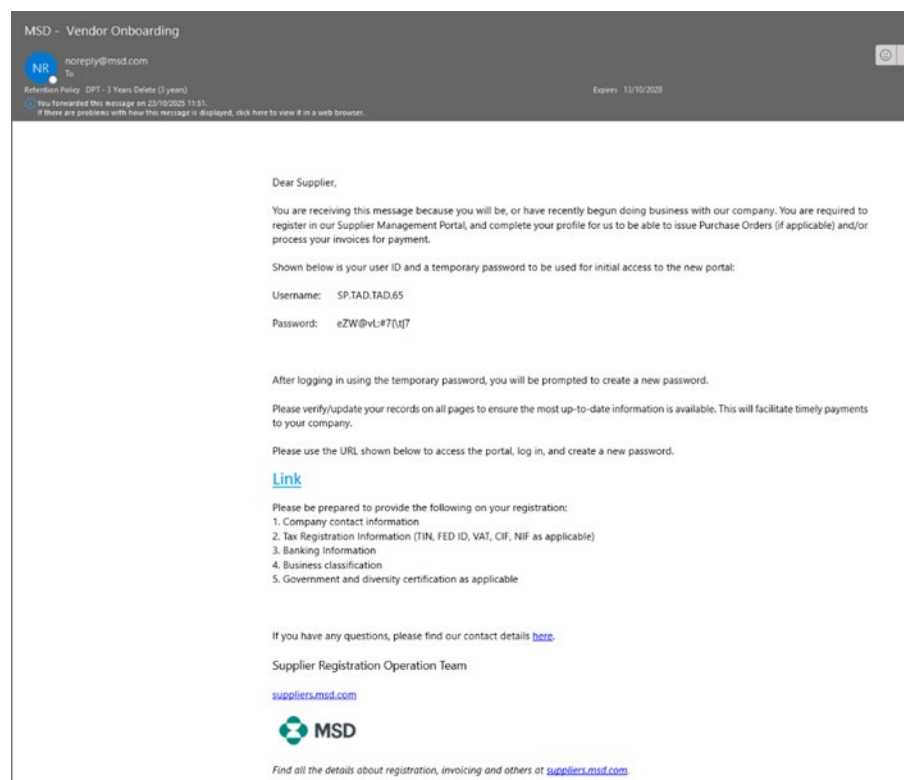 MSD - Vendor Onboarding
NR
noreply@msd.com
To
Retention Policy DPT - 3 Years Delete (3 years)
Expires 13/10/2028
You forwarded this message on 23/10/2025 11:51.
If there are problems with how this message is displayed, click here to view it in a web browser.
Dear Supplier,
You are receiving this message because you will be, or have recently begun doing business with our company. You are required to
register in our Supplier Management Portal, and complete your profile for us to be able to issue Purchase Orders (if applicable) and/or
process your invoices for payment.
Shown below is your user ID and a temporary password to be used for initial access to the new portal:
Username: SP.TAD.TAD.65
Password: eZW@vL:#7[\t[7
After logging in using the temporary password, you will be prompted to create a new password.
Please verify/update your records on all pages to ensure the most up-to-date information is available. This will facilitate timely payments
to your company.
Please use the URL shown below to access the portal, log in, and create a new password.
Link
Please be prepared to provide the following on your registration:
1. Company contact information
2. Tax Registration Information (TIN, FED ID, VAT, CIF, NIF as applicable)
3. Banking Information
4. Business classification
5. Government and diversity certification as applicable
If you have any questions, please find our contact details here.
Supplier Registration Operation Team
suppliers.msd.com
MSD
Find all the details about registration, invoicing and others at suppliers.msd.com.